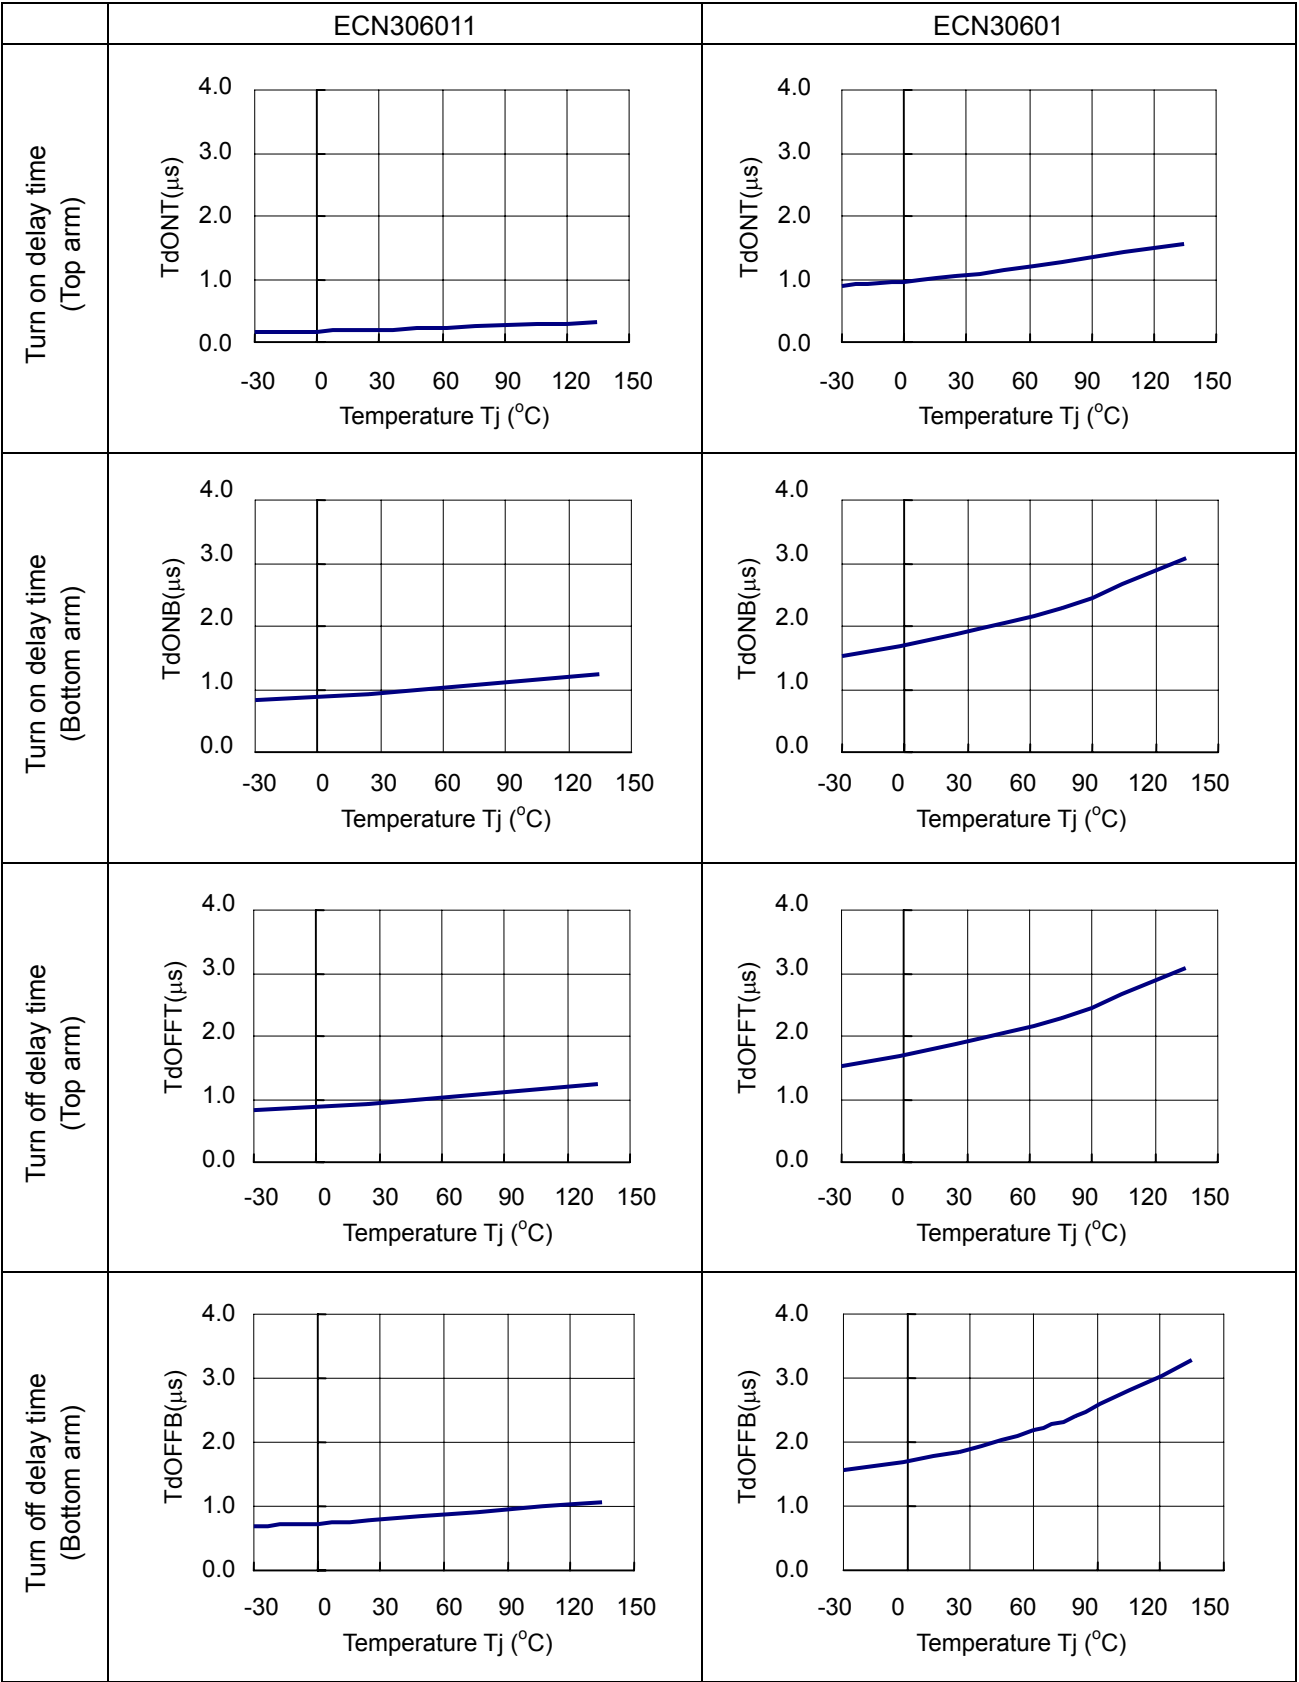 ECN306011
ECN30601
Turn on delay time
(Top arm)
TdONT(μs)
4.0
3.0
2.0
1.0
0.0
-30 0 30 60 90 120 150
Temperature Tj (°C)
TdONT(μs)
4.0
3.0
2.0
1.0
0.0
-30 0 30 60 90 120 150
Temperature Tj (°C)
Turn on delay time
(Bottom arm)
TdONB(μs)
4.0
3.0
2.0
1.0
0.0
-30 0 30 60 90 120 150
Temperature Tj (°C)
TdONB(μs)
4.0
3.0
2.0
1.0
0.0
-30 0 30 60 90 120 150
Temperature Tj (°C)
Turn off delay time
(Top arm)
TdOFFT(μs)
4.0
3.0
2.0
1.0
0.0
-30 0 30 60 90 120 150
Temperature Tj (°C)
TdOFFT(μs)
4.0
3.0
2.0
1.0
0.0
-30 0 30 60 90 120 150
Temperature Tj (°C)
Turn off delay time
(Bottom arm)
TdOFFB(μs)
4.0
3.0
2.0
1.0
0.0
-30 0 30 60 90 120 150
Temperature Tj (°C)
TdOFFB(μs)
4.0
3.0
2.0
1.0
0.0
-30 0 30 60 90 120 150
Temperature Tj (°C)